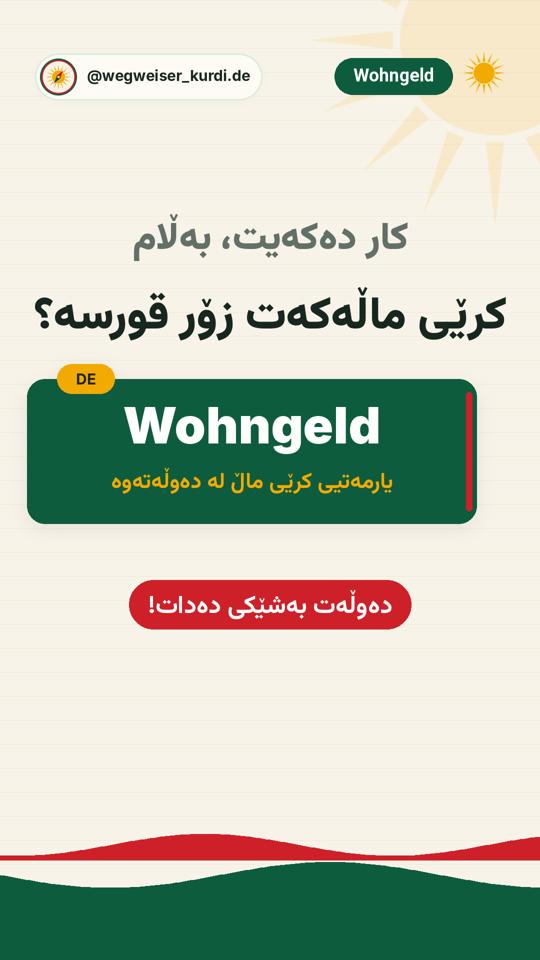 @wegweiser_kurdi.de
Wohngeld
کار دەکەیت، بەڵام
کرێی ماڵەکەت زۆر قورسە؟
DE
Wohngeld
یارمەتیی کرێی ماڵ لە دەوڵەتەوە
دەوڵەت بەشێکی دەدات!